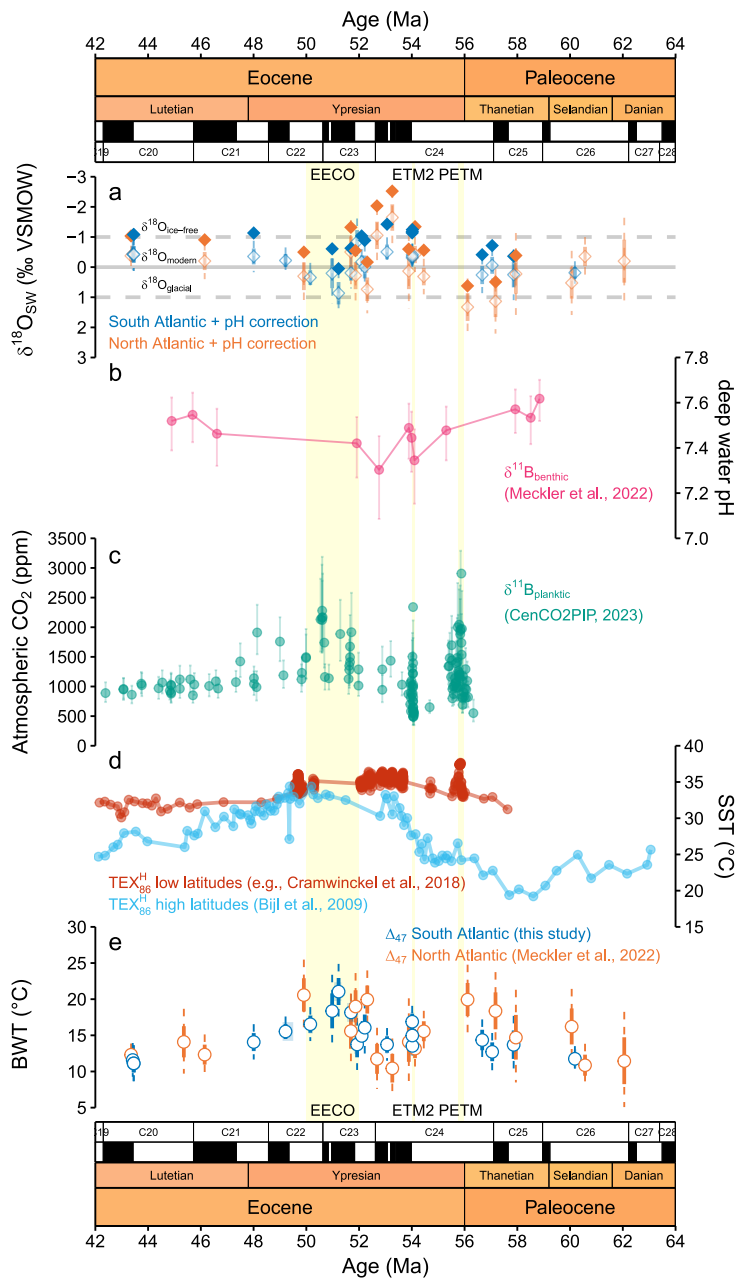 Age (Ma)
42 44 46 48 50 52 54 56 58 60 62 64
Eocene Paleocene
Lutetian Ypresian Thanetian Selandian Danian
C19 C20 C21 C22 C23 C24 C25 C26 C27 C28
EECO ETM2 PETM
a
δ18Osw (‰ VSMOW)
−3
−2
−1
0
1
2
3
δ18Oice−free
δ18Omodern
δ18Oglacial
South Atlantic + pH correction
North Atlantic + pH correction
b
deep water pH
7.6
7.4
7.2
7.0
δ11Bbenthic
(Meckler et al., 2022)
c
Atmospheric CO2 (ppm)
3500
3000
2500
2000
1500
1000
500
0
δ11Bplanktic
(CenCO2PIP, 2023)
d
SST (°C)
40
35
30
25
20
15
TEXH86 low latitudes (e.g., Cramwinckel et al., 2018)
TEXH86 high latitudes (Bijl et al., 2009)
e
Δ47 South Atlantic (this study)
Δ47 North Atlantic (Meckler et al., 2022)
BWT (°C)
30
25
20
15
10
5
EECO ETM2 PETM
C19 C20 C21 C22 C23 C24 C25 C26 C27 C28
Lutetian Ypresian Thanetian Selandian Danian
Eocene Paleocene
42 44 46 48 50 52 54 56 58 60 62 64
Age (Ma)